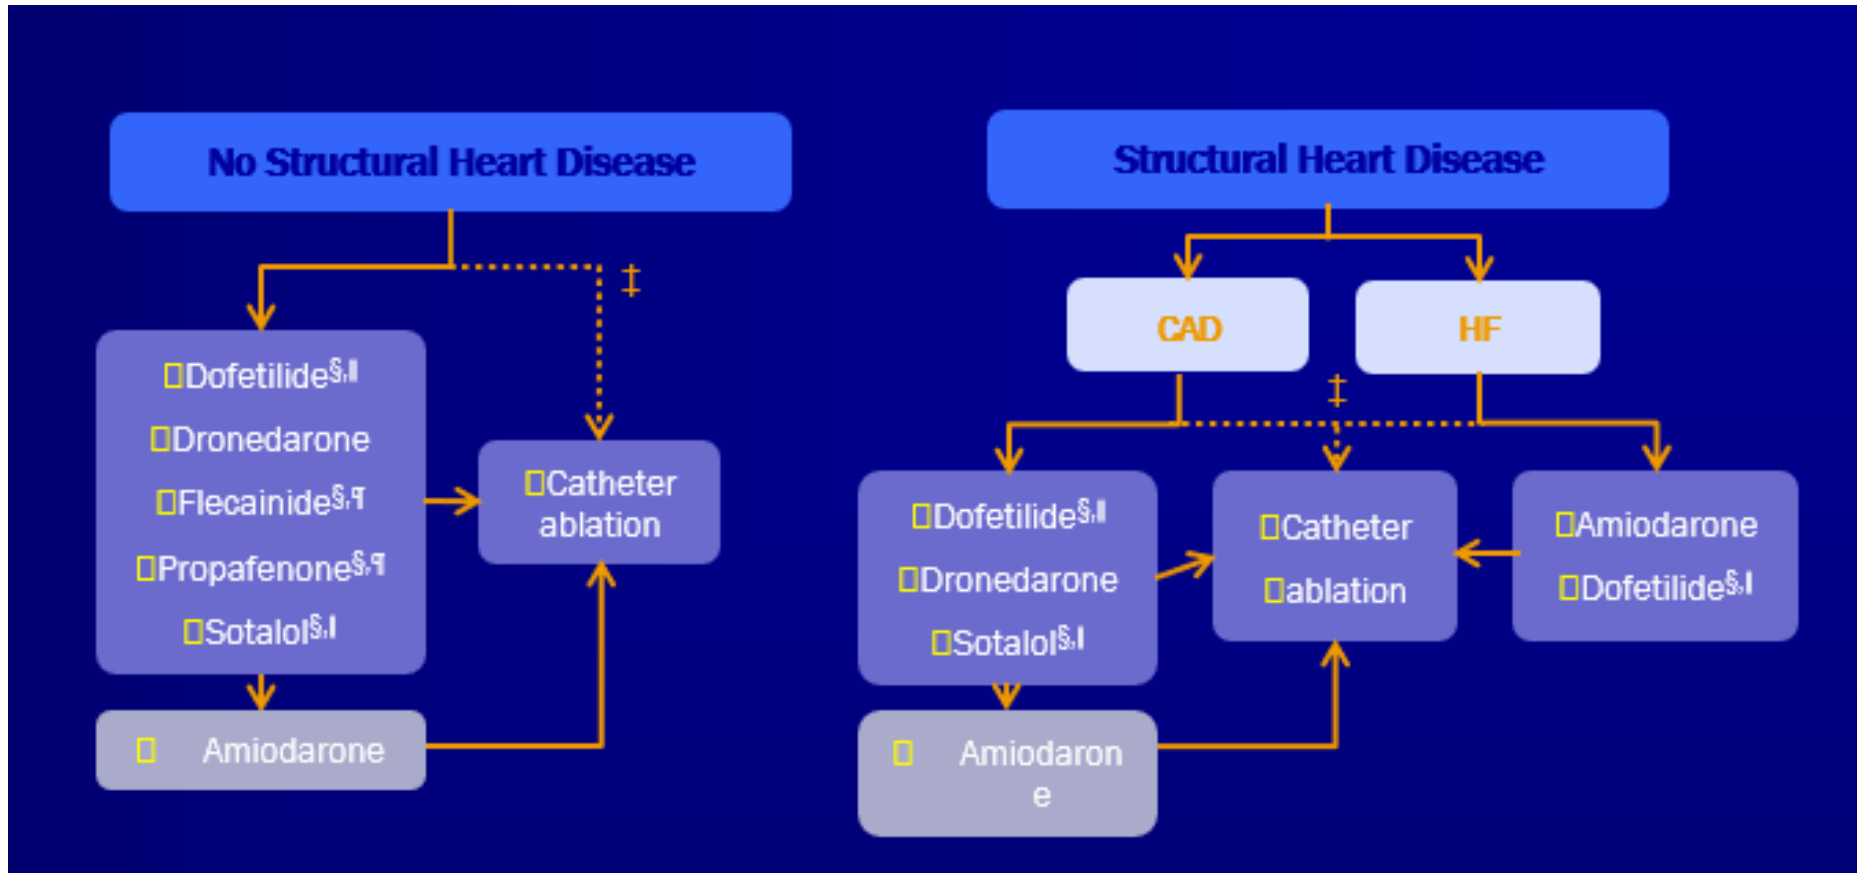 No Structural Heart Disease
‡
Dofetilide§,‖
Dronedarone
Flecainide§,¶
Propafenone§,¶
Sotalol§,‖
Catheter
ablation
Amiodarone
Structural Heart Disease
CAD
HF
‡
Dofetilide§,‖
Dronedarone
Sotalol§,‖
Catheter
ablation
Amiodarone
Dofetilide§,‖
Amiodaron
e